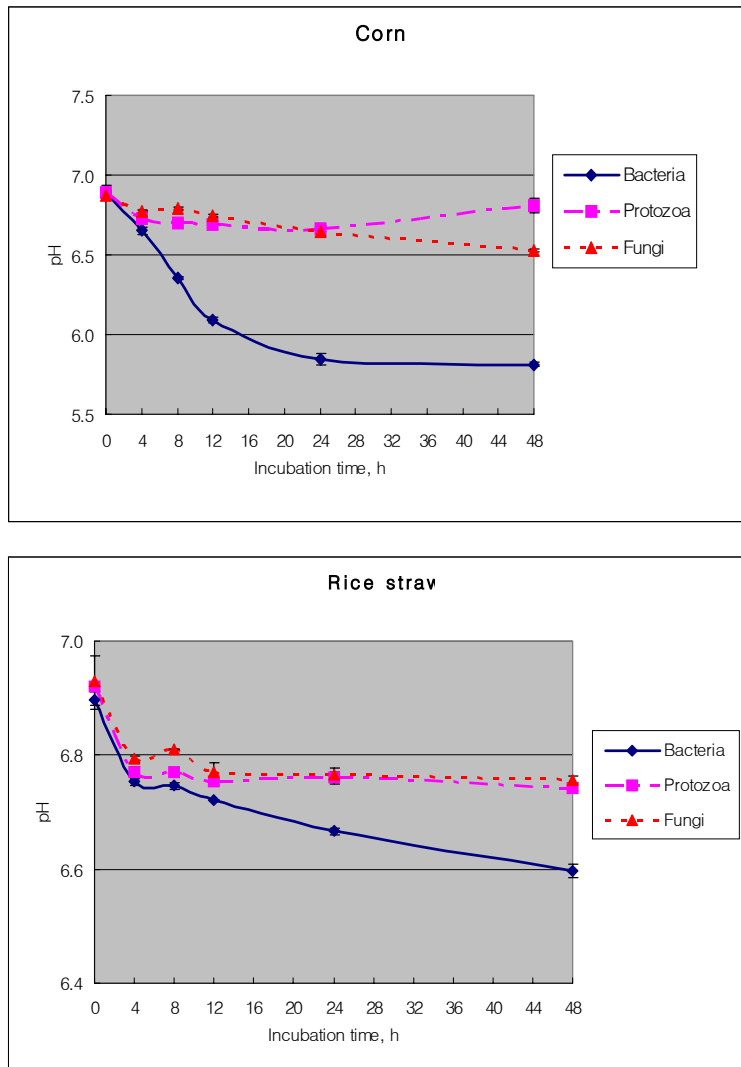 Corn
7.5
7.0
6.5
6.0
5.5
pH
0 4 8 12 16 20 24 28 32 36 40 44 48
Incubation time, h
Bacteria
Protozoa
Fungi
Rice straw
7.0
6.8
6.6
6.4
pH
0 4 8 12 16 20 24 28 32 36 40 44 48
Incubation time, h
Bacteria
Protozoa
Fungi